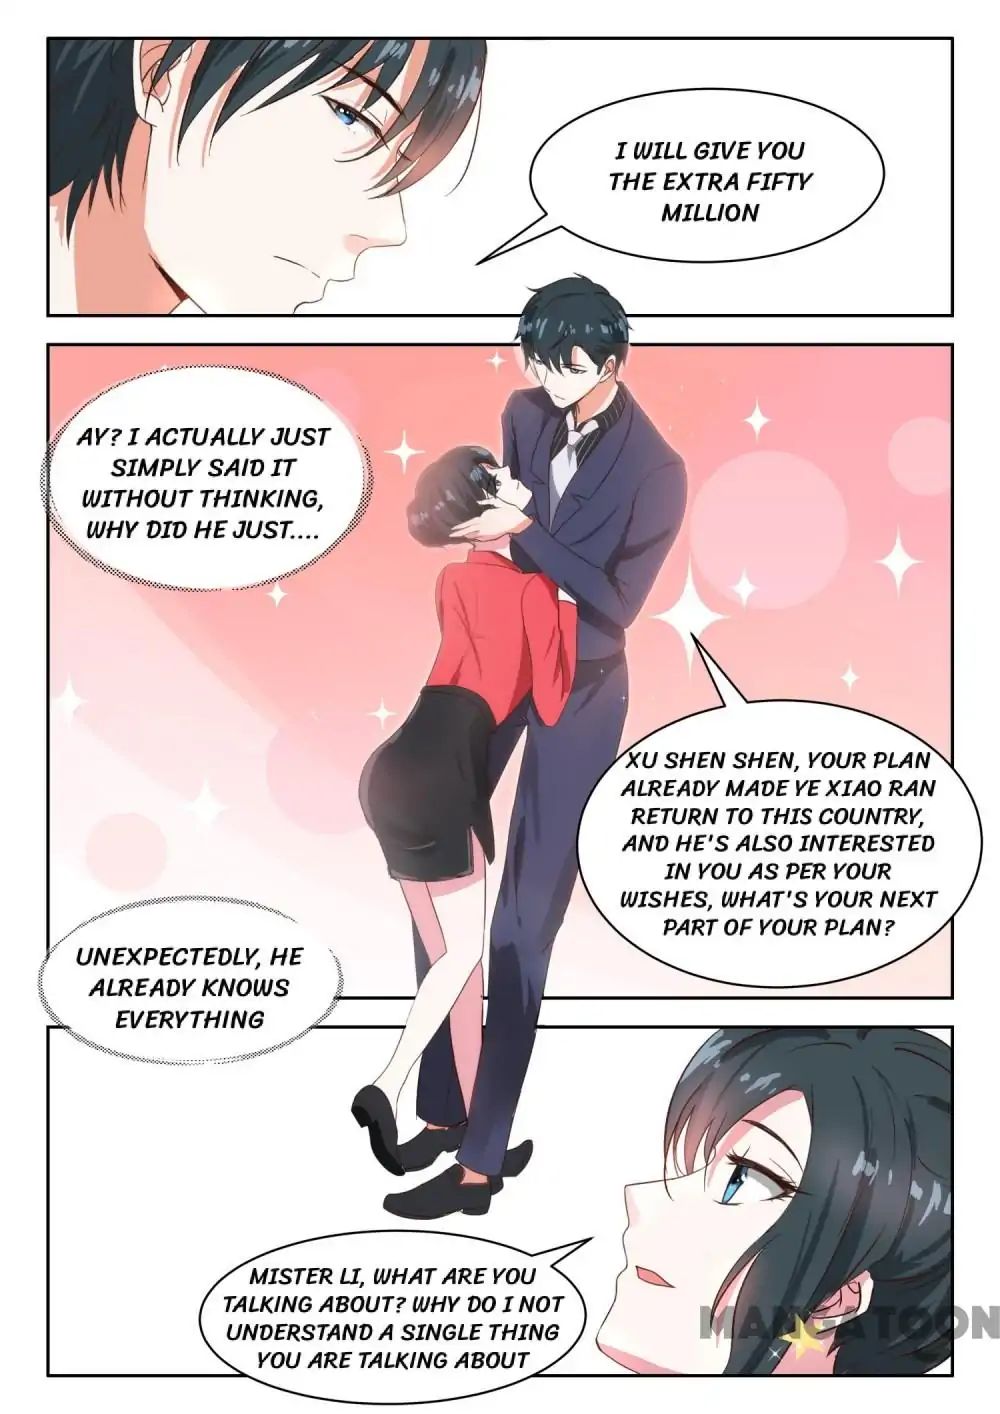 I WILL GIVE YOU
THE EXTRA FIFTY
MILLION
AY? I ACTUALLY JUST
SIMPLY SAID IT
WITHOUT THINKING,
WHY DID HE JUST....
XU SHEN SHEN, YOUR PLAN
ALREADY MADE YE XIAO RAN
RETURN TO THIS COUNTRY,
AND HE'S ALSO INTERESTED
IN YOU AS PER YOUR
WISHES, WHAT'S YOUR NEXT
PART OF YOUR PLAN?
UNEXPECTEDLY, HE
ALREADY KNOWS
EVERYTHING
MISTER LI, WHAT ARE YOU
TALKING ABOUT? WHY DO I NOT
UNDERSTAND A SINGLE THING
YOU ARE TALKING ABOUT
MANGATOON